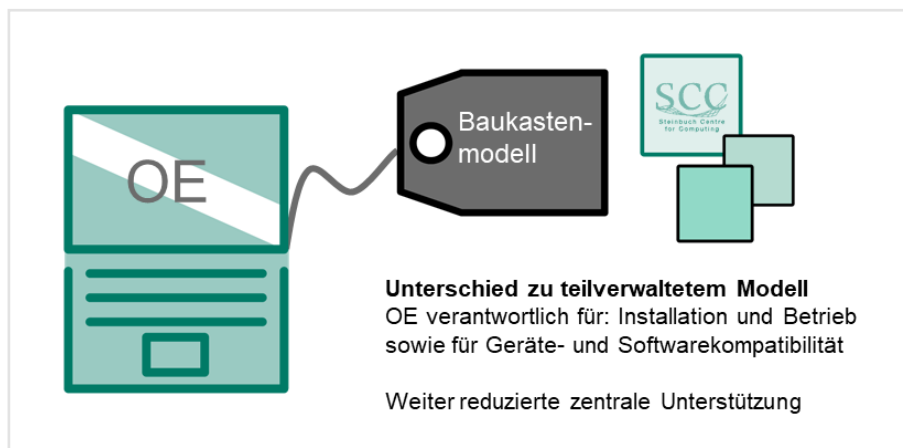 OE
Baukasten-
modell
SCC
Steinbuch Centre
for Computing
Unterschied zu teilverwaltetem Modell
OE verantwortlich für: Installation und Betrieb
sowie für Geräte- und Softwarekompatibilität
Weiter reduzierte zentrale Unterstützung